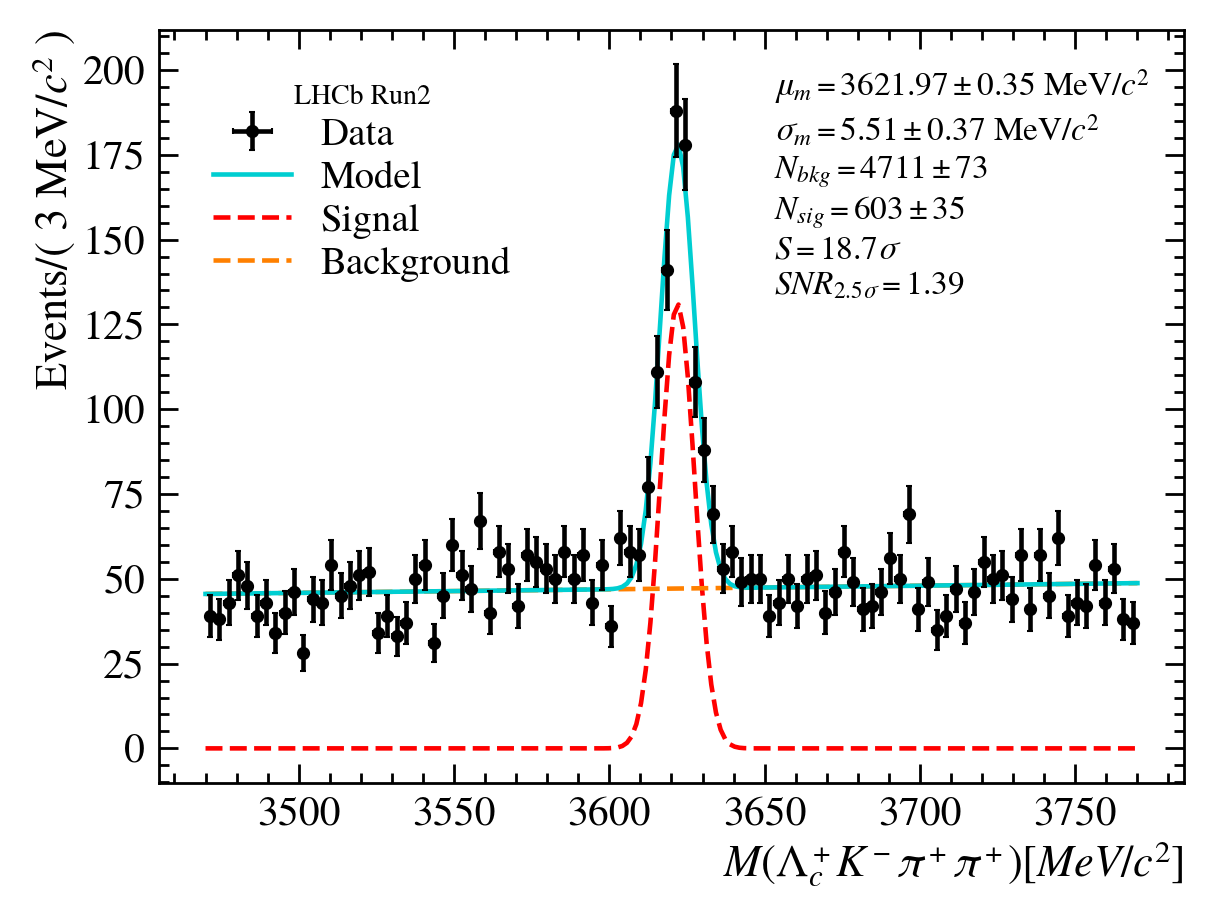 Events/( 3 MeV/c² )
200
175
150
125
100
75
50
25
0
LHCb Run2
Data
Model
Signal
Background
μ_m = 3621.97 ± 0.35 MeV/c²
σ_m = 5.51 ± 0.37 MeV/c²
N_bkg = 4711 ± 73
N_sig = 603 ± 35
S = 18.7σ
SNR_2.5σ = 1.39
3500 3550 3600 3650 3700 3750
M(Λ_c⁺K⁻π⁺π⁺)[MeV/c²]